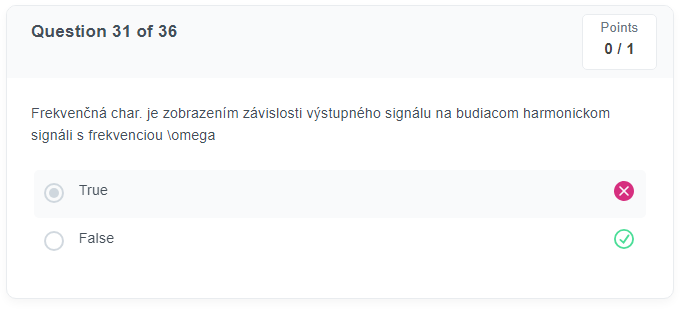 Question 31 of 36
Points
0 / 1
Frekvenčná char. je zobrazením závislosti výstupného signálu na budiacom harmonickom
signáli s frekvenciou \omega
True
False